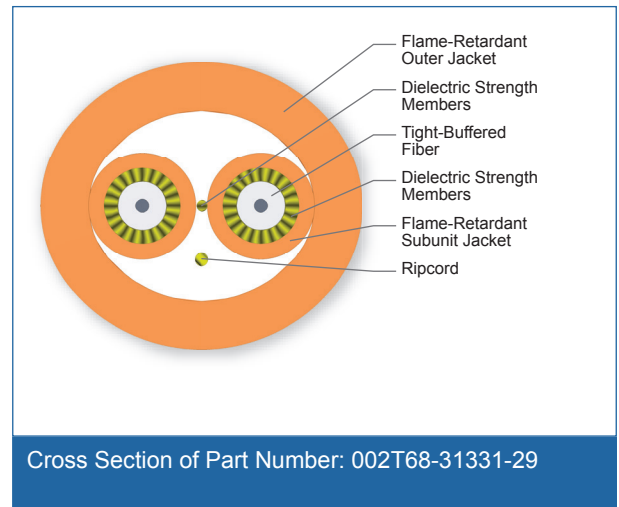 Flame-Retardant
Outer Jacket
Dielectric Strength
Members
Tight-Buffered
Fiber
Dielectric Strength
Members
Flame-Retardant
Subunit Jacket
Ripcord
Cross Section of Part Number: 002T68-31331-29